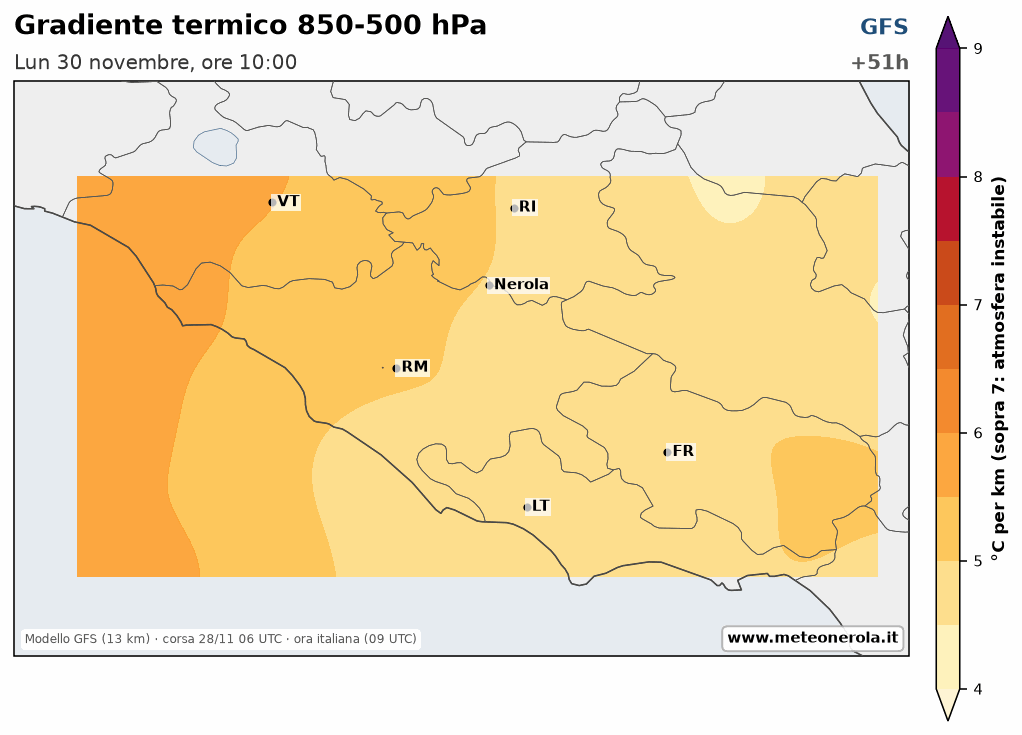 Gradiente termico 850-500 hPa
GFS
Lun 30 novembre, ore 10:00
+51h
VT
RI
Nerola
RM
FR
LT
Modello GFS (13 km) · corsa 28/11 06 UTC · ora italiana (09 UTC)
www.meteonerola.it
9
8
7
6
5
4
°C per km (sopra 7: atmosfera instabile)